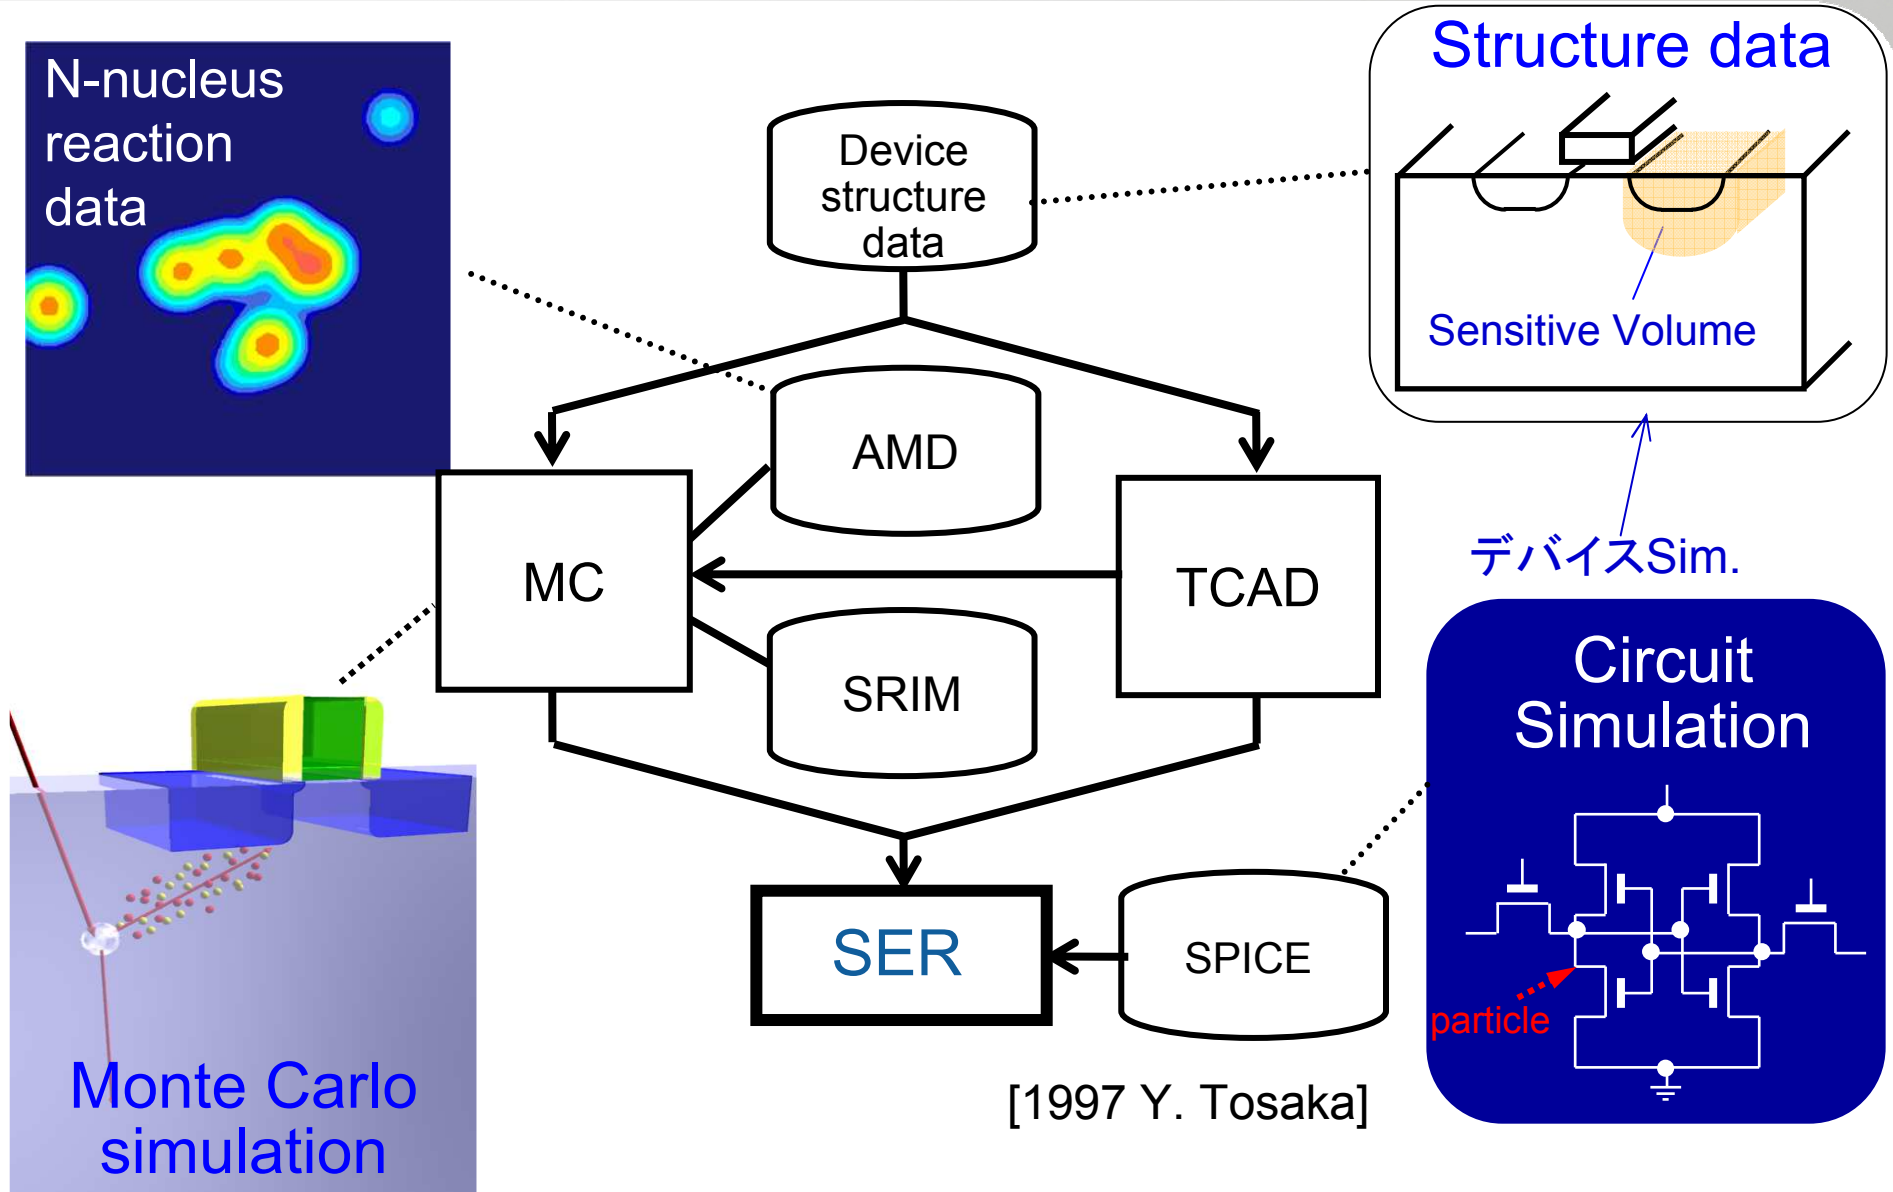 N-nucleus
reaction
data
Device
structure
data
Structure data
Sensitive Volume
AMD
MC
TCAD
デバイスSim.
SRIM
Circuit
Simulation
particle
SER
SPICE
Monte Carlo
simulation
[1997 Y. Tosaka]